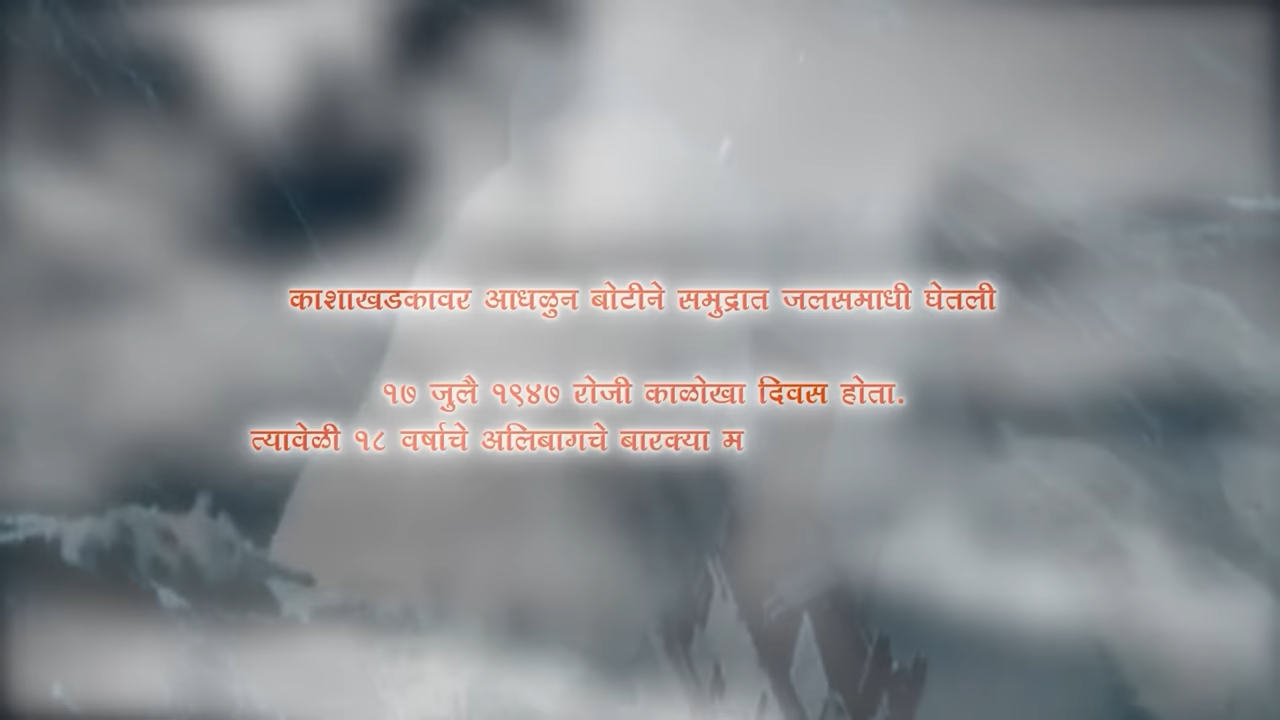 काशाखडकावर आधळुन बोटीने समुद्रात जलसमाधी घेतली
१७ जुलै १९४७ रोजी काळोखा दिवस होता.
त्यावेळी १८ वर्षाचे अलिबागचे बारक्या म